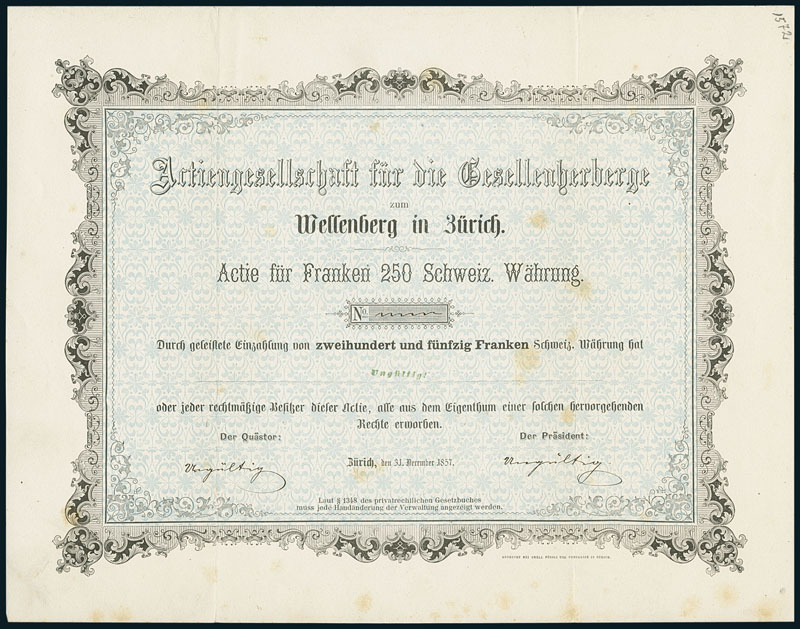 1572
Actiengesellschaft für die Gesellenherberge
zum
Wellenberg in Zürich.
Actie für Franken 250 Schweiz. Währung.
No.
Durch geleistete Einzahlung von zweihundert und fünfzig Franken Schweiz. Währung hat
Ungültig!
oder jeder rechtmäßige Besitzer dieser Actie, alle aus dem Eigenthum einer solchen hervorgehenden
Rechte erworben.
Der Quästor:
Der Präsident:
Ungültig
Zürich, den 31. December 1857.
Ungültig
Laut § 1348 des privatrechtlichen Gesetzbuches
muss jede Handänderung der Verwaltung angezeigt werden.